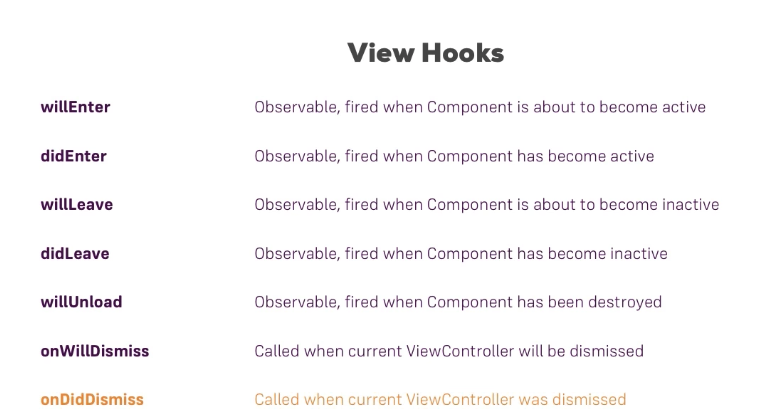 View Hooks
willEnter Observable, fired when Component is about to become active
didEnter Observable, fired when Component has become active
willLeave Observable, fired when Component is about to become inactive
didLeave Observable, fired when Component has become inactive
willUnload Observable, fired when Component has been destroyed
onWillDismiss Called when current ViewController will be dismissed
onDidDismiss Called when current ViewController was dismissed